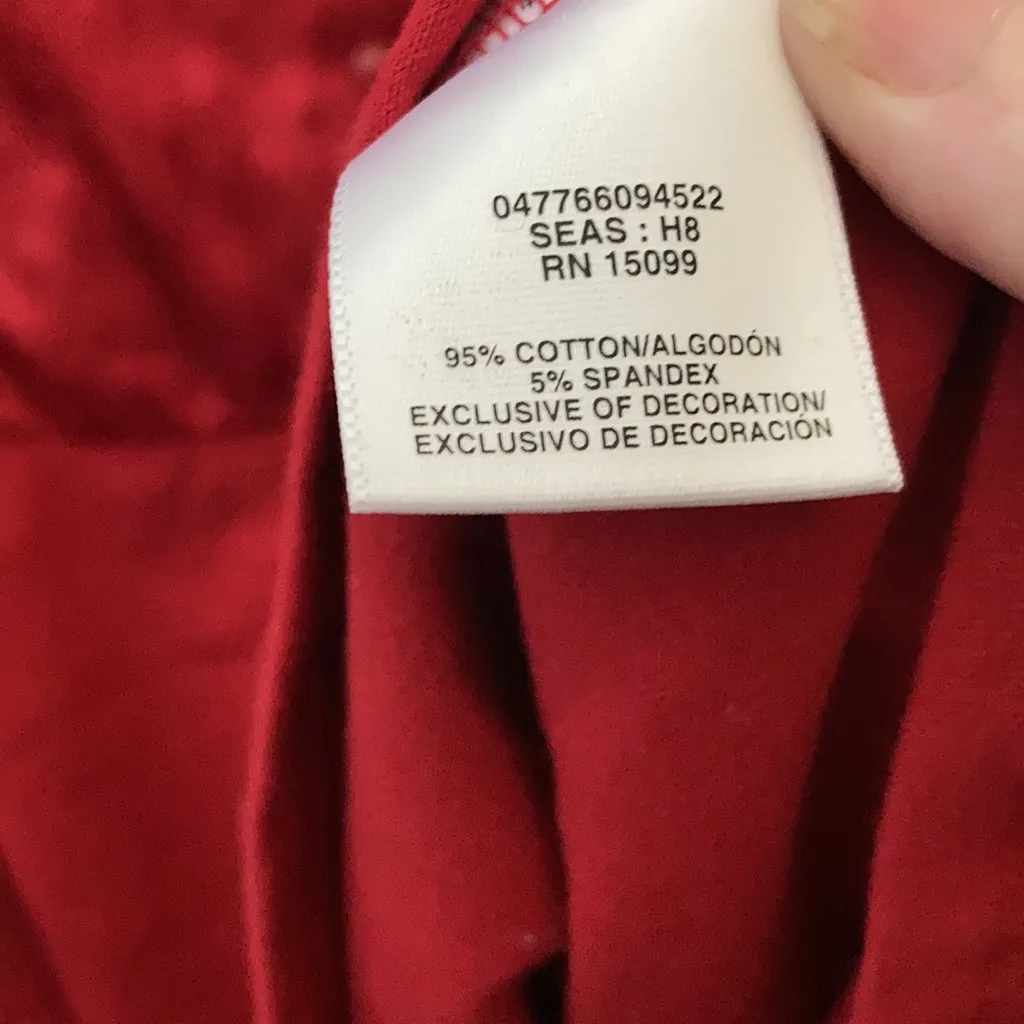 047766094522
SEAS : H8
RN 15099
95% COTTON/ALGODÓN
5% SPANDEX
EXCLUSIVE OF DECORATION/
EXCLUSIVO DE DECORACIÓN